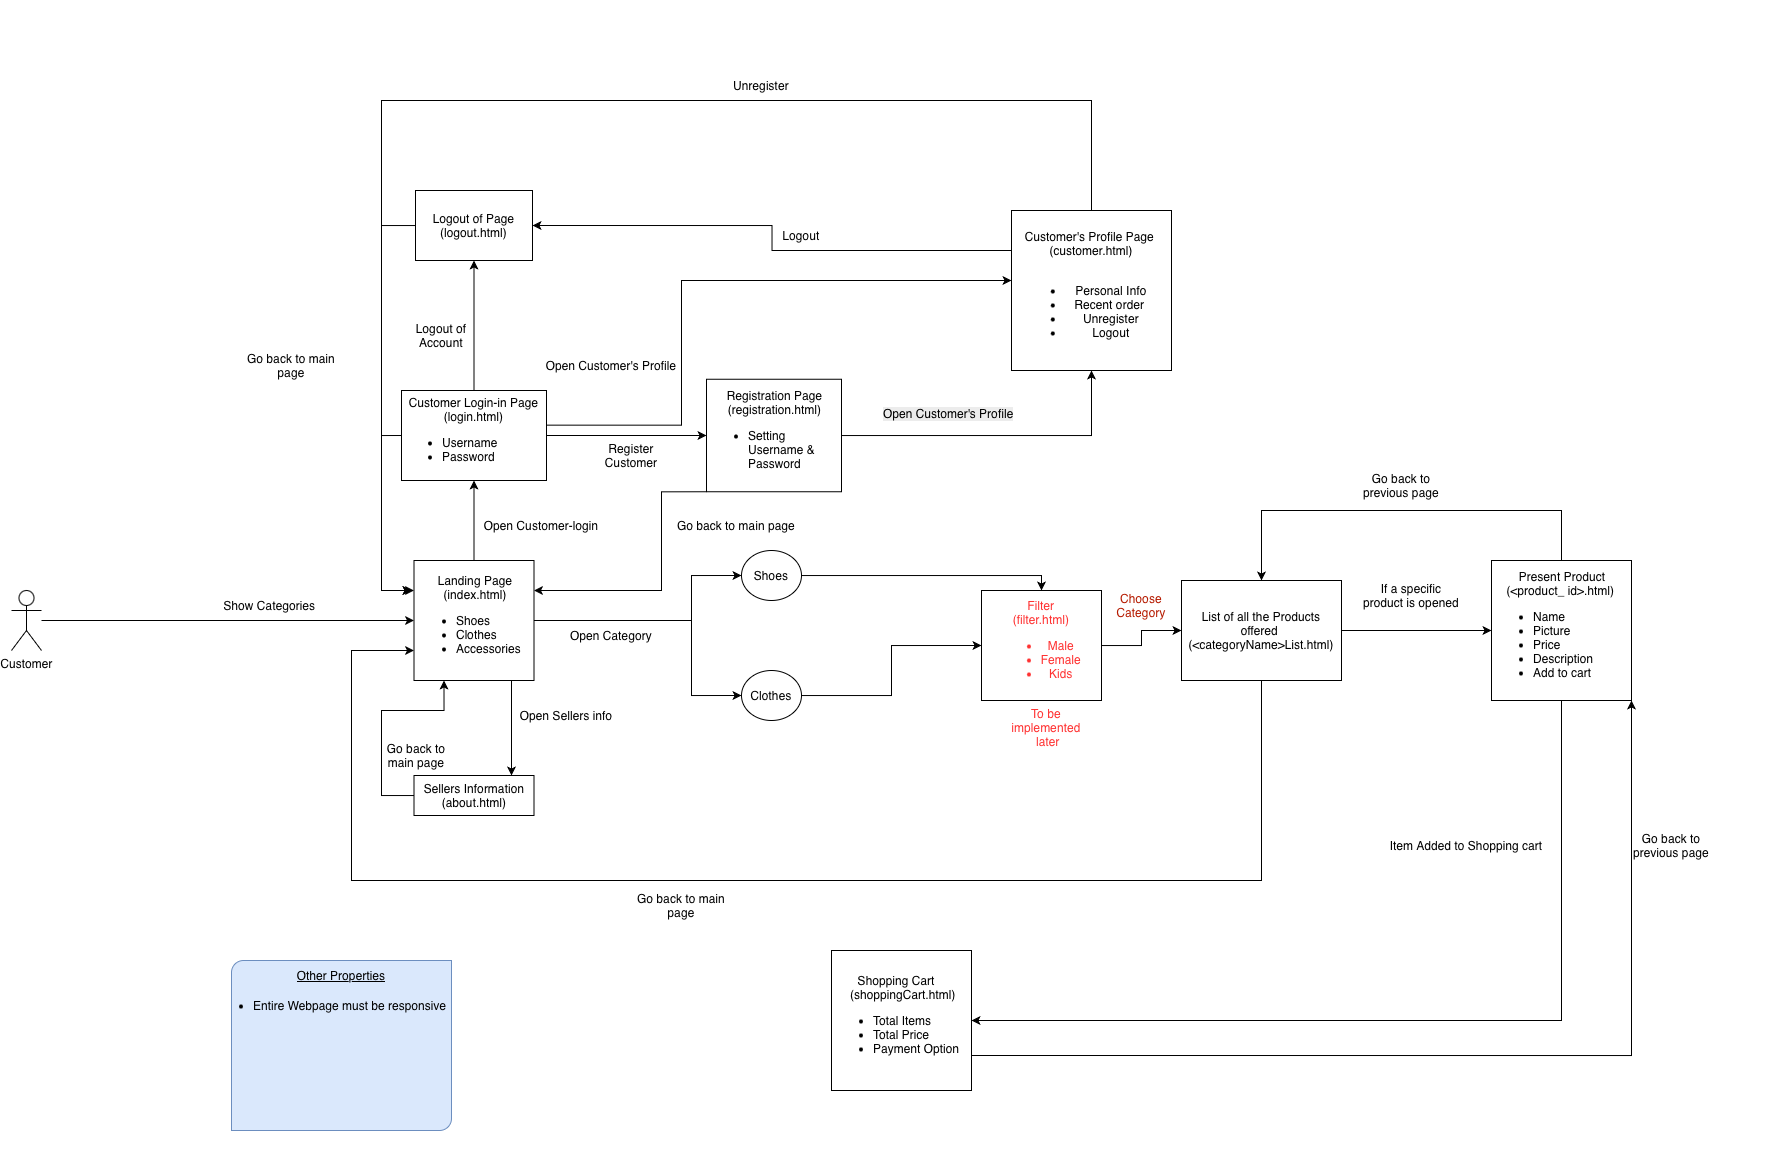 Unregister
Logout of Page
(logout.html)
Logout
Customer's Profile Page
(customer.html)
Personal Info
Recent order
Unregister
Logout
Logout of
Account
Go back to main
page
Open Customer's Profile
Customer Login-in Page
(login.html)
Username
Password
Registration Page
(registration.html)
Setting
Username &
Password
Open Customer's Profile
Register
Customer
Go back to
previous page
Open Customer-login
Go back to main page
Landing Page
(index.html)
Shoes
Clothes
Accessories
Show Categories
Customer
Open Category
Shoes
Clothes
Filter
(filter.html)
Male
Female
Kids
To be
implemented
later
Choose
Category
List of all the Products
offered
(<categoryName>List.html)
If a specific
product is opened
Present Product
(<product_ id>.html)
Name
Picture
Price
Description
Add to cart
Open Sellers info
Go back to
main page
Sellers Information
(about.html)
Item Added to Shopping cart
Go back to
previous page
Go back to main
page
Other Properties
Entire Webpage must be responsive
Shopping Cart
(shoppingCart.html)
Total Items
Total Price
Payment Option